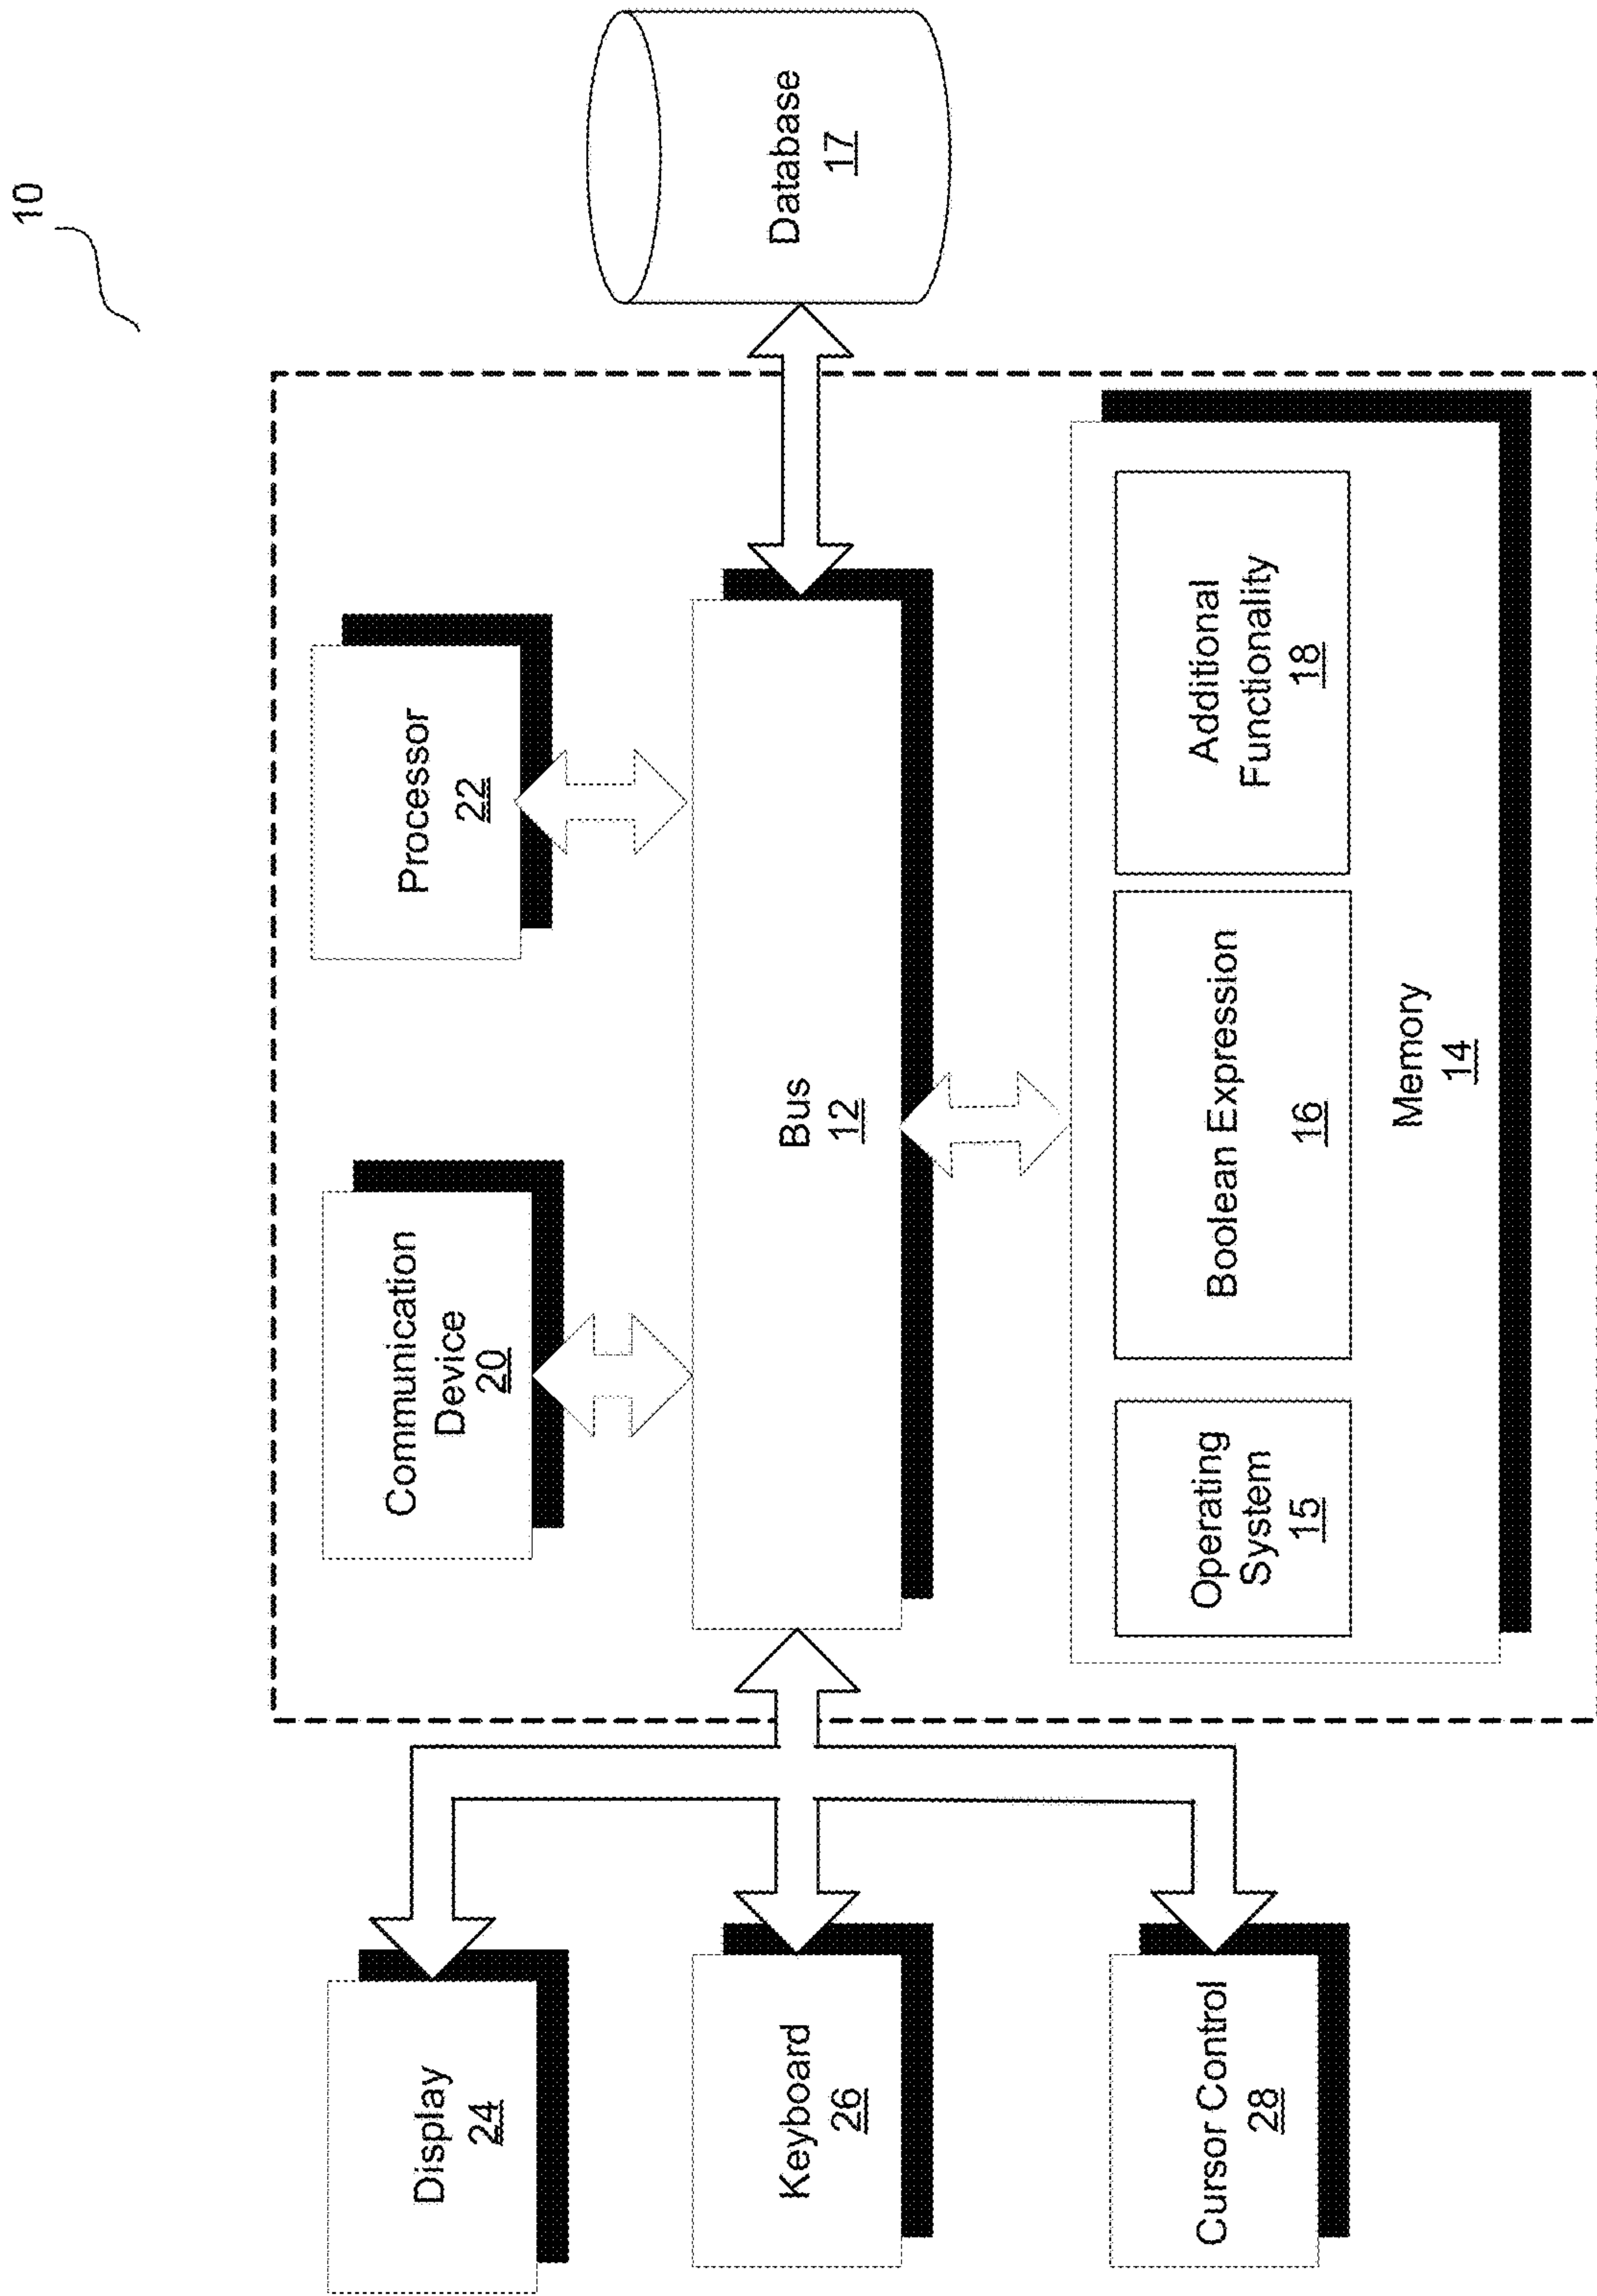 10
Display
24
Communication
Device
20
Processor
22
Keyboard
26
Bus
12
Database
17
Cursor Control
28
Operating
System
15
Boolean Expression
16
Additional
Functionality
18
Memory
14